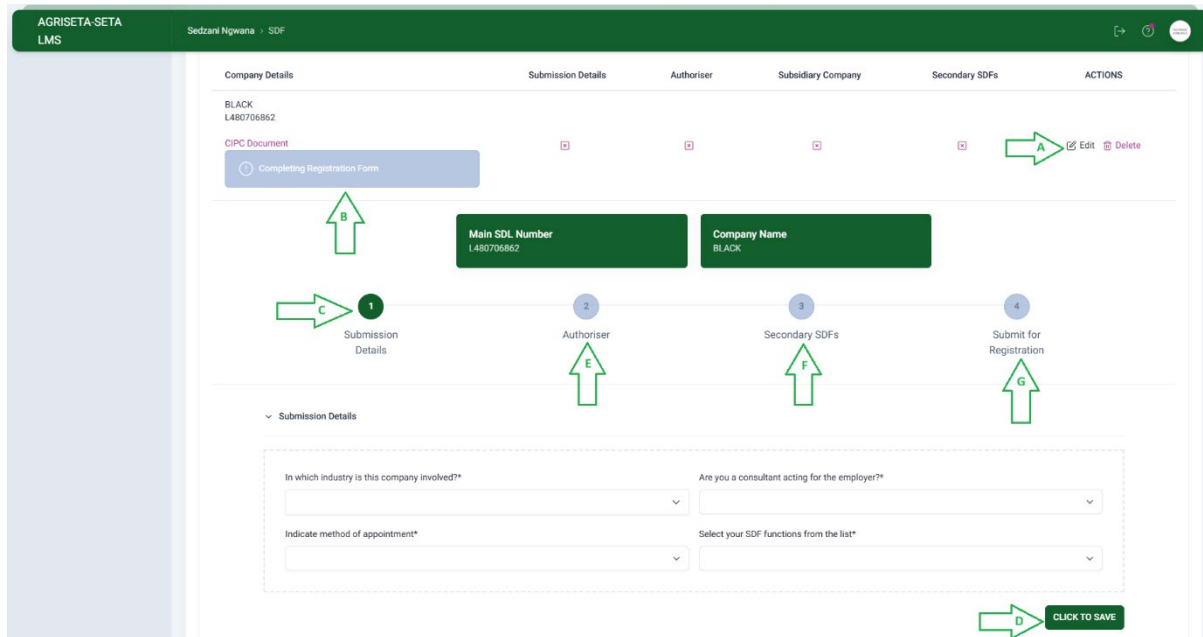 AGRISETA-SETA
LMS
Sedzani Ngwana > SDF
Company Details Submission Details Authoriser Subsidiary Company Secondary SDFs ACTIONS
BLACK
L480706862
CIPC Document
A Edit Delete
Completing Registration Form
B
Main SDL Number Company Name
L480706862 BLACK
C 1 2 3 4
Submission Details Authoriser Secondary SDFs Submit for Registration
E F G
Submission Details
In which industry is this company involved?* Are you a consultant acting for the employer?*
Indicate method of appointment* Select your SDF functions from the list*
D CLICK TO SAVE